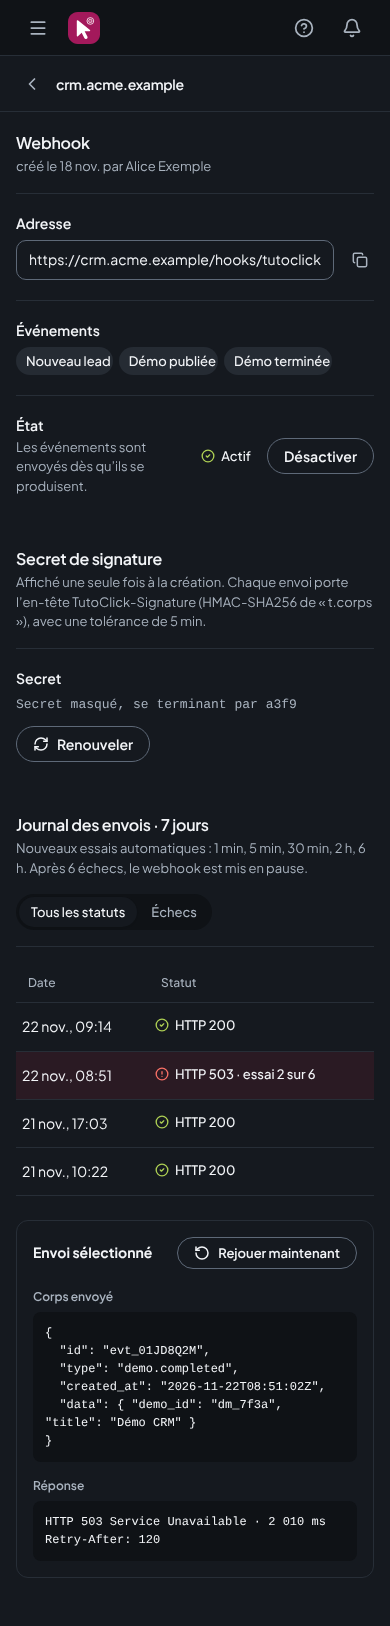 crm.acme.example
Webhook
créé le 18 nov. par Alice Exemple
Adresse
https://crm.acme.example/hooks/tutoclick
Événements
Nouveau lead Démo publiée Démo terminée
État
Les événements sont
envoyés dès qu'ils se
produisent.
Actif Désactiver
Secret de signature
Affiché une seule fois à la création. Chaque envoi porte
l'en-tête TutoClick-Signature (HMAC-SHA256 de « t.corps
»), avec une tolérance de 5 min.
Secret
Secret masqué, se terminant par a3f9
Renouveler
Journal des envois · 7 jours
Nouveaux essais automatiques : 1 min, 5 min, 30 min, 2 h, 6
h. Après 6 échecs, le webhook est mis en pause.
Tous les statuts Échecs
Date Statut
22 nov., 09:14 HTTP 200
22 nov., 08:51 HTTP 503 · essai 2 sur 6
21 nov., 17:03 HTTP 200
21 nov., 10:22 HTTP 200
Envoi sélectionné Rejouer maintenant
Corps envoyé
{
"id": "evt_01JD8Q2M",
"type": "demo.completed",
"created_at": "2026-11-22T08:51:02Z",
"data": { "demo_id": "dm_7f3a",
"title": "Démo CRM" }
}
Réponse
HTTP 503 Service Unavailable · 2 010 ms
Retry-After: 120